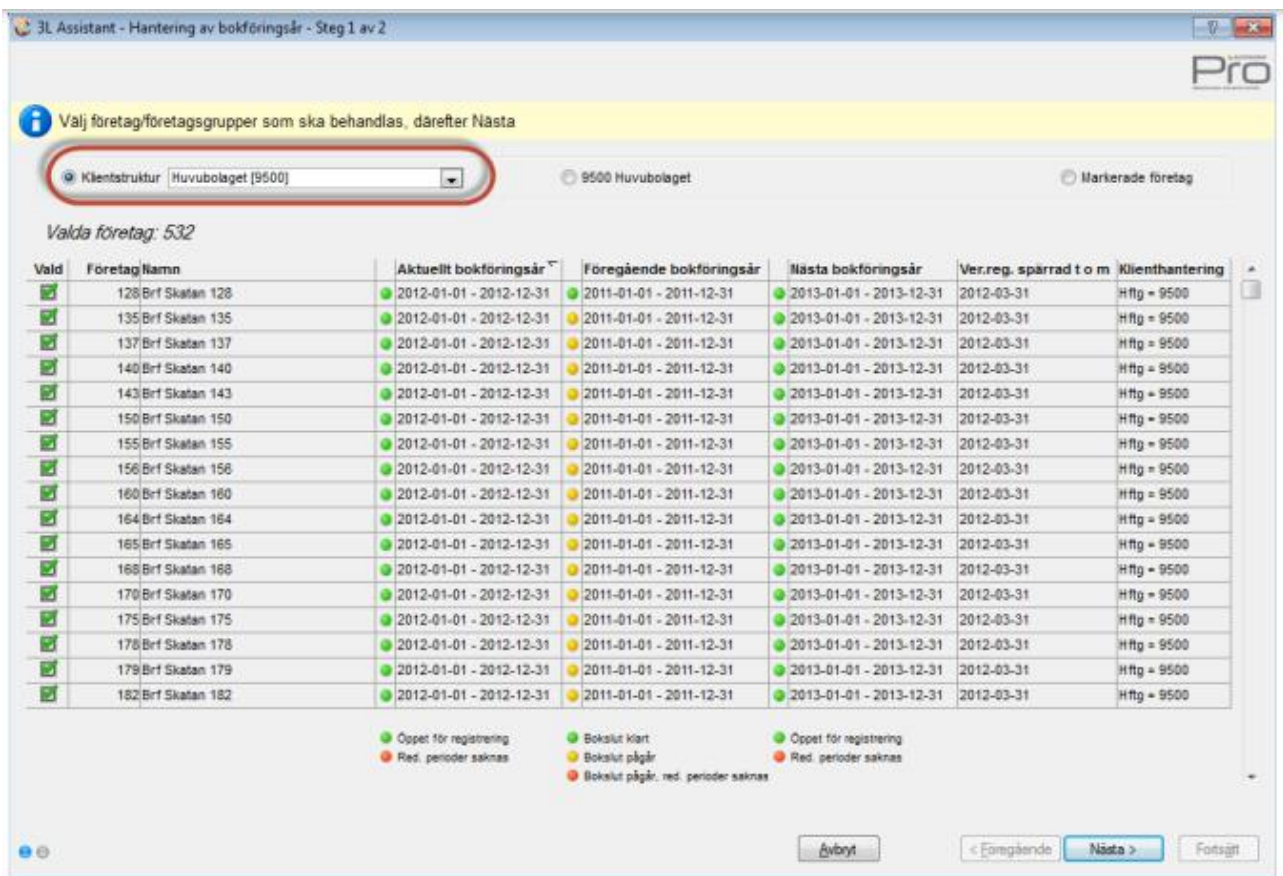 3L Assistant - Hantering av bokföringsår - Steg 1 av 2
Pro
Välj företag/företagsgrupper som ska behandlas, därefter Nästa
Klientstruktur Huvubolaget [9500] 9500 Huvubolaget Markerade företag
Valda företag: 532
Vald Företag Namn Aktuellt bokföringsår Föregående bokföringsår Nästa bokföringsår Ver.reg. spärrad t o m Klienthantering
128 Brf Skatan 128 2012-01-01 - 2012-12-31 2011-01-01 - 2011-12-31 2013-01-01 - 2013-12-31 2012-03-31 Hftg = 9500
135 Brf Skatan 135 2012-01-01 - 2012-12-31 2011-01-01 - 2011-12-31 2013-01-01 - 2013-12-31 2012-03-31 Hftg = 9500
137 Brf Skatan 137 2012-01-01 - 2012-12-31 2011-01-01 - 2011-12-31 2013-01-01 - 2013-12-31 2012-03-31 Hftg = 9500
140 Brf Skatan 140 2012-01-01 - 2012-12-31 2011-01-01 - 2011-12-31 2013-01-01 - 2013-12-31 2012-03-31 Hftg = 9500
143 Brf Skatan 143 2012-01-01 - 2012-12-31 2011-01-01 - 2011-12-31 2013-01-01 - 2013-12-31 2012-03-31 Hftg = 9500
150 Brf Skatan 150 2012-01-01 - 2012-12-31 2011-01-01 - 2011-12-31 2013-01-01 - 2013-12-31 2012-03-31 Hftg = 9500
155 Brf Skatan 155 2012-01-01 - 2012-12-31 2011-01-01 - 2011-12-31 2013-01-01 - 2013-12-31 2012-03-31 Hftg = 9500
156 Brf Skatan 156 2012-01-01 - 2012-12-31 2011-01-01 - 2011-12-31 2013-01-01 - 2013-12-31 2012-03-31 Hftg = 9500
160 Brf Skatan 160 2012-01-01 - 2012-12-31 2011-01-01 - 2011-12-31 2013-01-01 - 2013-12-31 2012-03-31 Hftg = 9500
164 Brf Skatan 164 2012-01-01 - 2012-12-31 2011-01-01 - 2011-12-31 2013-01-01 - 2013-12-31 2012-03-31 Hftg = 9500
165 Brf Skatan 165 2012-01-01 - 2012-12-31 2011-01-01 - 2011-12-31 2013-01-01 - 2013-12-31 2012-03-31 Hftg = 9500
168 Brf Skatan 168 2012-01-01 - 2012-12-31 2011-01-01 - 2011-12-31 2013-01-01 - 2013-12-31 2012-03-31 Hftg = 9500
170 Brf Skatan 170 2012-01-01 - 2012-12-31 2011-01-01 - 2011-12-31 2013-01-01 - 2013-12-31 2012-03-31 Hftg = 9500
175 Brf Skatan 175 2012-01-01 - 2012-12-31 2011-01-01 - 2011-12-31 2013-01-01 - 2013-12-31 2012-03-31 Hftg = 9500
178 Brf Skatan 178 2012-01-01 - 2012-12-31 2011-01-01 - 2011-12-31 2013-01-01 - 2013-12-31 2012-03-31 Hftg = 9500
179 Brf Skatan 179 2012-01-01 - 2012-12-31 2011-01-01 - 2011-12-31 2013-01-01 - 2013-12-31 2012-03-31 Hftg = 9500
182 Brf Skatan 182 2012-01-01 - 2012-12-31 2011-01-01 - 2011-12-31 2013-01-01 - 2013-12-31 2012-03-31 Hftg = 9500
Öppet för registrering Bokslut klart Öppet för registrering
Red. perioder saknas Bokslut pågår Red. perioder saknas
Bokslut pågår, red. perioder saknas
Avbryt < Föregående Nästa > Fortsätt